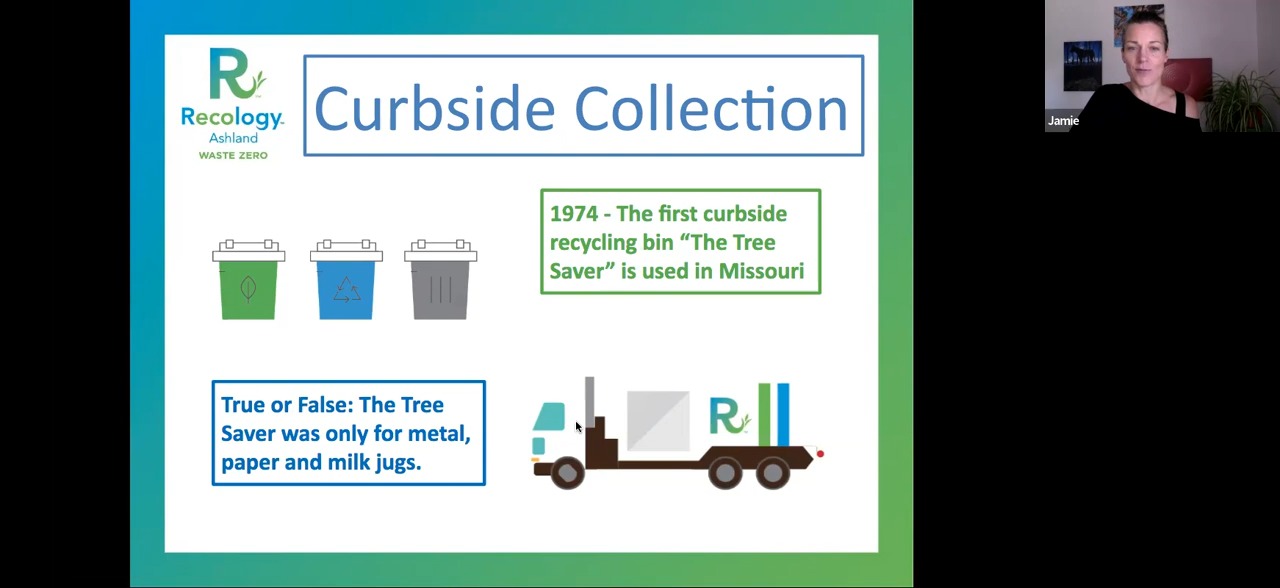 Recology
Ashland
WASTE ZERO
Curbside Collection
1974 - The first curbside
recycling bin “The Tree
Saver” is used in Missouri
True or False: The Tree
Saver was only for metal,
paper and milk jugs.
R
Jamie